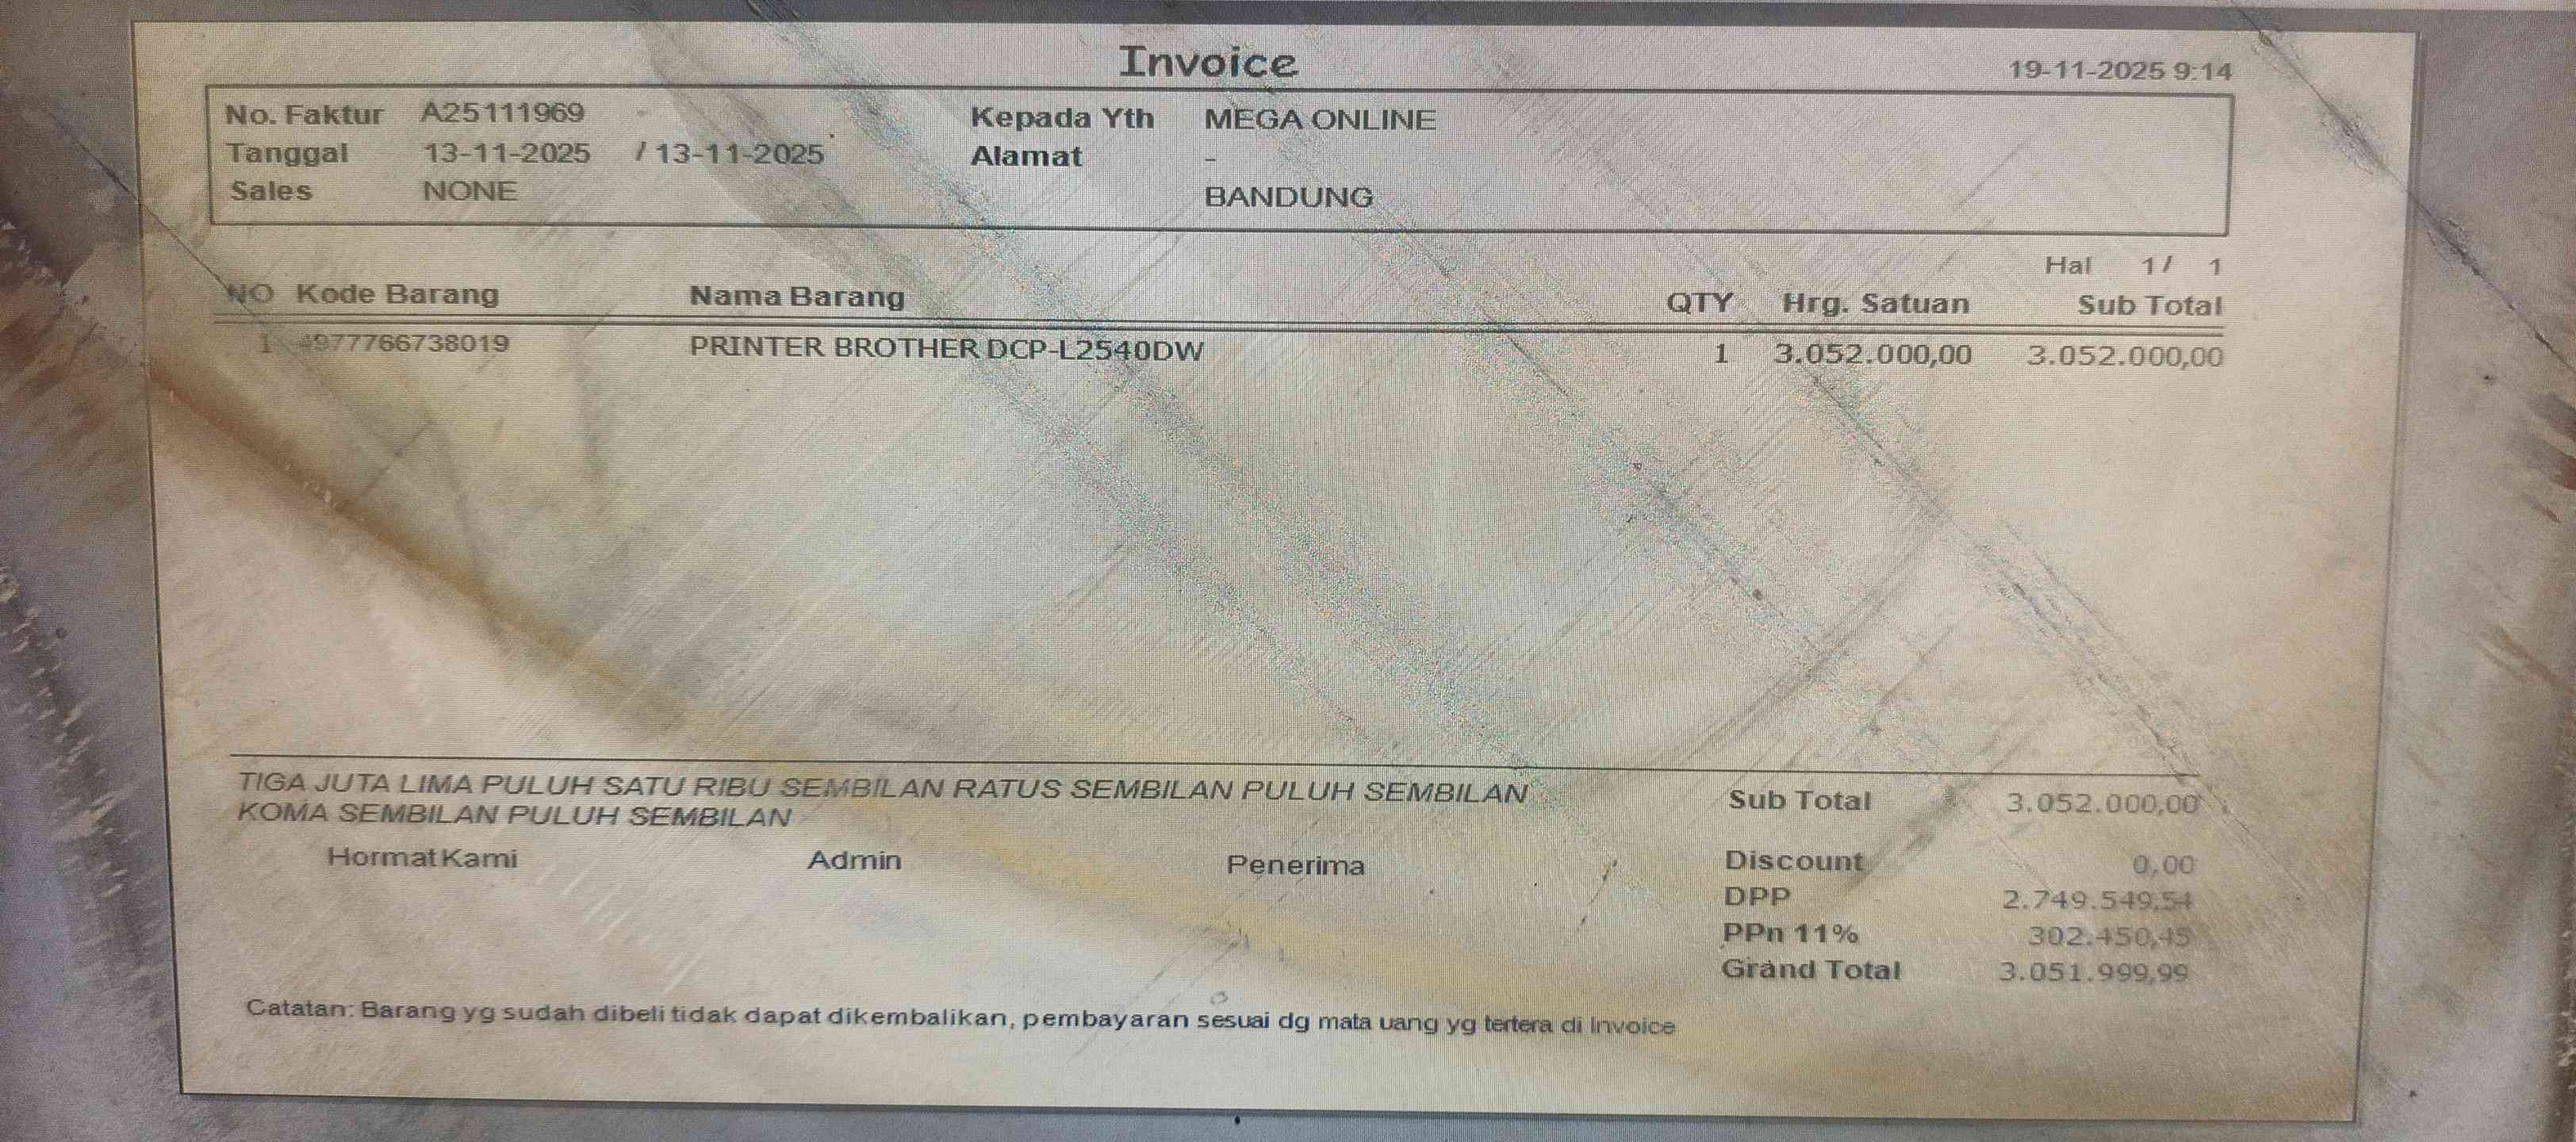 Invoice
19-11-2025 9:14
No. Faktur A25111969
Tanggal 13-11-2025 / 13-11-2025
Sales NONE
Kepada Yth MEGA ONLINE
Alamat -
BANDUNG
Hal 1 / 1
NO Kode Barang Nama Barang QTY Hrg. Satuan Sub Total
1 4977766738019 PRINTER BROTHER DCP-L2540DW 1 3.052.000,00 3.052.000,00
TIGA JUTA LIMA PULUH SATU RIBU SEMBILAN RATUS SEMBILAN PULUH SEMBILAN
KOMA SEMBILAN PULUH SEMBILAN
Hormat Kami Admin Penerima
Sub Total 3.052.000,00
Discount 0,00
DPP 2.749.549,54
PPn 11% 302.450,45
Grand Total 3.051.999,99
Catatan: Barang yg sudah dibeli tidak dapat dikembalikan, pembayaran sesuai dg mata uang yg tertera di Invoice